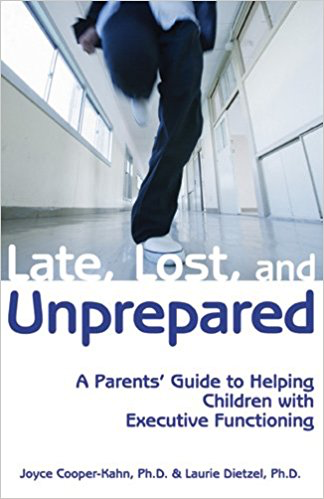 Late, Lost, and
Unprepared
A Parents' Guide to Helping
Children with
Executive Functioning
Joyce Cooper-Kahn, Ph.D. & Laurie Dietzel, Ph.D.